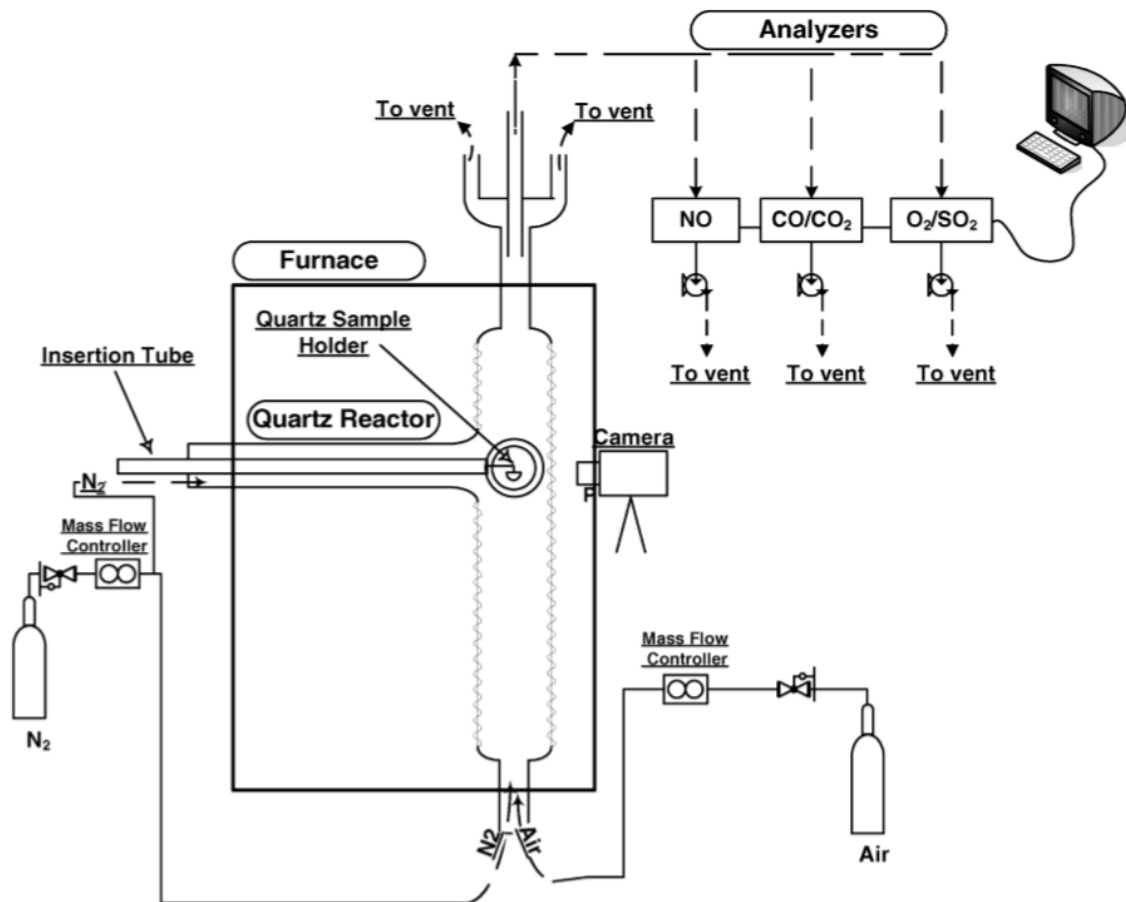 Analyzers
To vent
To vent
NO
CO/CO₂
O₂/SO₂
Furnace
Quartz Sample
Holder
Insertion Tube
To vent
To vent
To vent
Quartz Reactor
Camera
N₂
P
Mass Flow
Controller
Mass Flow
Controller
N₂
N2
Air
Air